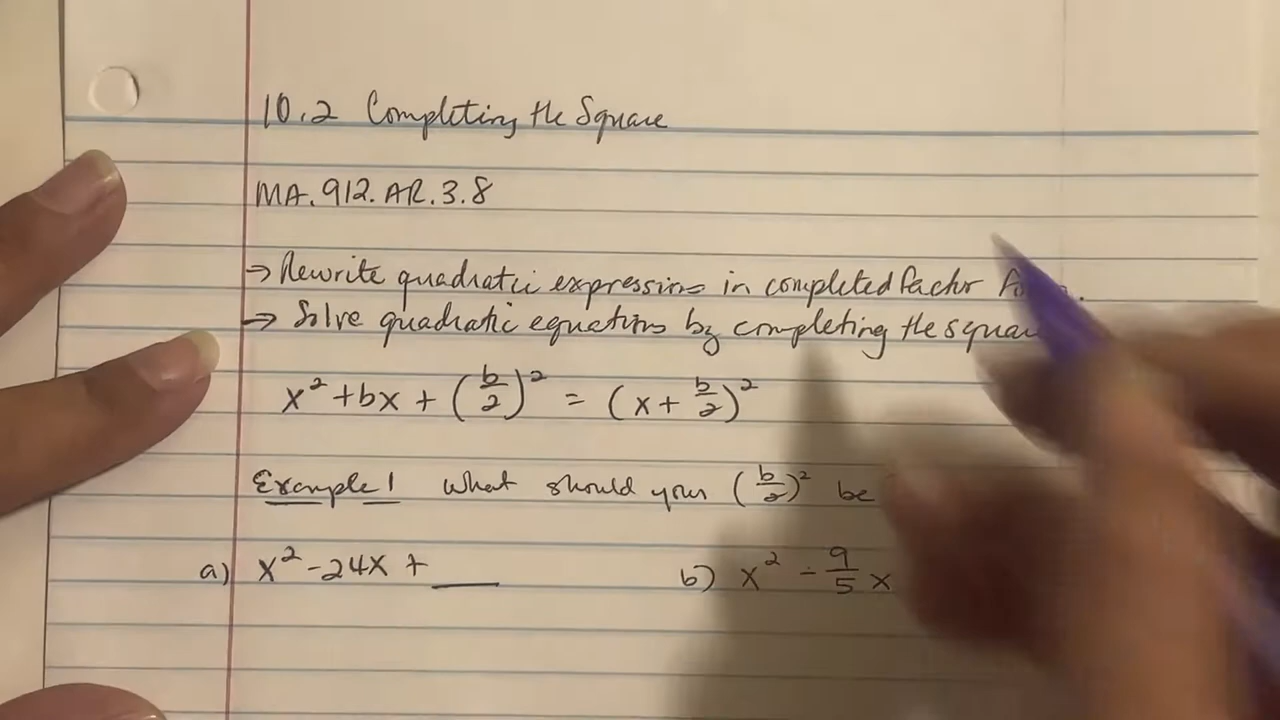 10.2 Completing the Square
MA.912.AR.3.8
→ Rewrite quadratic expressions in completed factor
→ Solve quadratic equations by completing the square
x² + bx + (b/2)² = (x + b/2)²
Example 1 What should your (b/2)² be
a) x² - 24x + ___ b) x² - 9/5 x